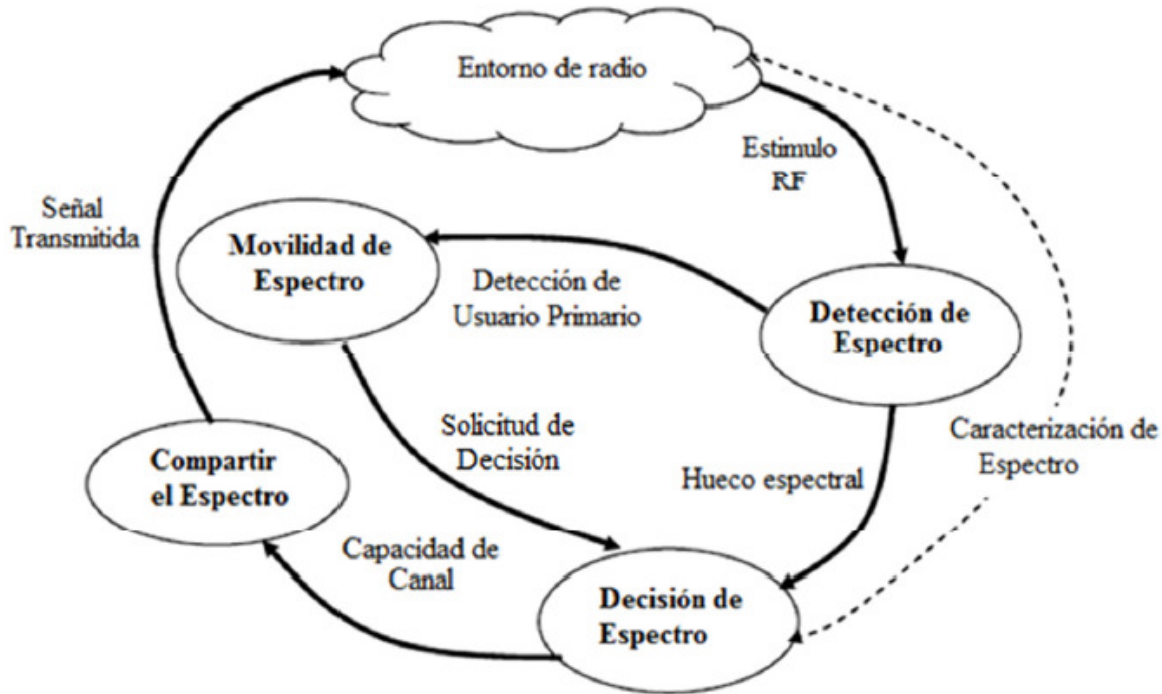 Entorno de radio
Estimulo
RF
Señal
Transmitida
Movilidad de
Espectro
Detección de
Usuario Primario
Detección de
Espectro
Solicitud de
Decisión
Caracterización de
Espectro
Compartir
el Espectro
Hueco espectral
Capacidad de
Canal
Decisión de
Espectro